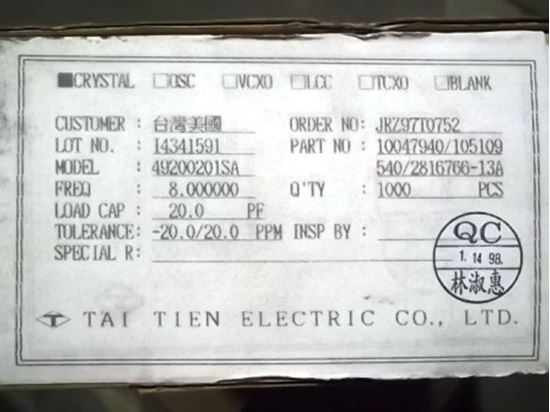 ■CRYSTAL □OSC □VCXO □LCC □TCXO □BLANK
CUSTOMER : 台灣美國 ORDER NO: JRZ97T0752
LOT NO. : I4341591 PART NO : 10047940/105109
MODEL : 49200201SA 540/2816766-13A
FREQ : 8.000000 Q'TY : 1000 PCS
LOAD CAP : 20.0 PF
TOLERANCE: -20.0/20.0 PPM INSP BY :
SPECIAL R:
QC
1. 14 98.
林淑惠
TAI TIEN ELECTRIC CO., LTD.